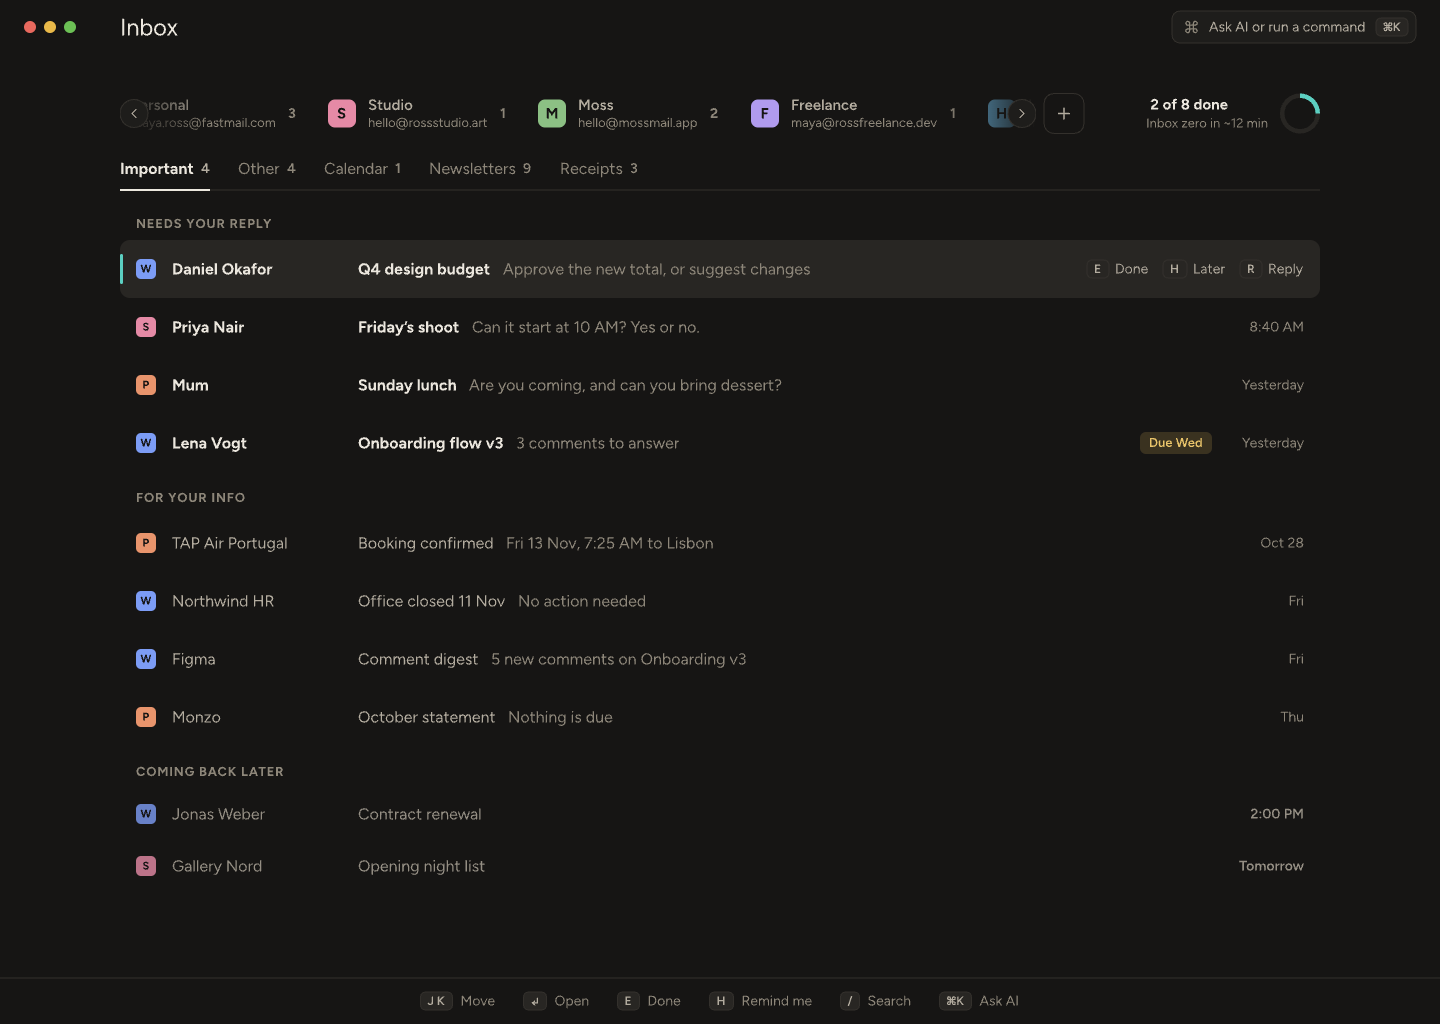 Inbox
⌘ Ask AI or run a command ⌘K
3
aya.ross@fastmail.com
S Studio 1
hello@rossstudio.art
M Moss 2
hello@mossmail.app
F Freelance 1
maya@rossfreelance.dev
H
2 of 8 done
Inbox zero in ~12 min
Important 4 Other 4 Calendar 1 Newsletters 9 Receipts 3
NEEDS YOUR REPLY
W Daniel Okafor Q4 design budget Approve the new total, or suggest changes E Done H Later R Reply
S Priya Nair Friday’s shoot Can it start at 10 AM? Yes or no. 8:40 AM
P Mum Sunday lunch Are you coming, and can you bring dessert? Yesterday
W Lena Vogt Onboarding flow v3 3 comments to answer Due Wed Yesterday
FOR YOUR INFO
P TAP Air Portugal Booking confirmed Fri 13 Nov, 7:25 AM to Lisbon Oct 28
W Northwind HR Office closed 11 Nov No action needed Fri
W Figma Comment digest 5 new comments on Onboarding v3 Fri
P Monzo October statement Nothing is due Thu
COMING BACK LATER
W Jonas Weber Contract renewal 2:00 PM
S Gallery Nord Opening night list Tomorrow
J K Move ↵ Open E Done H Remind me / Search ⌘K Ask AI